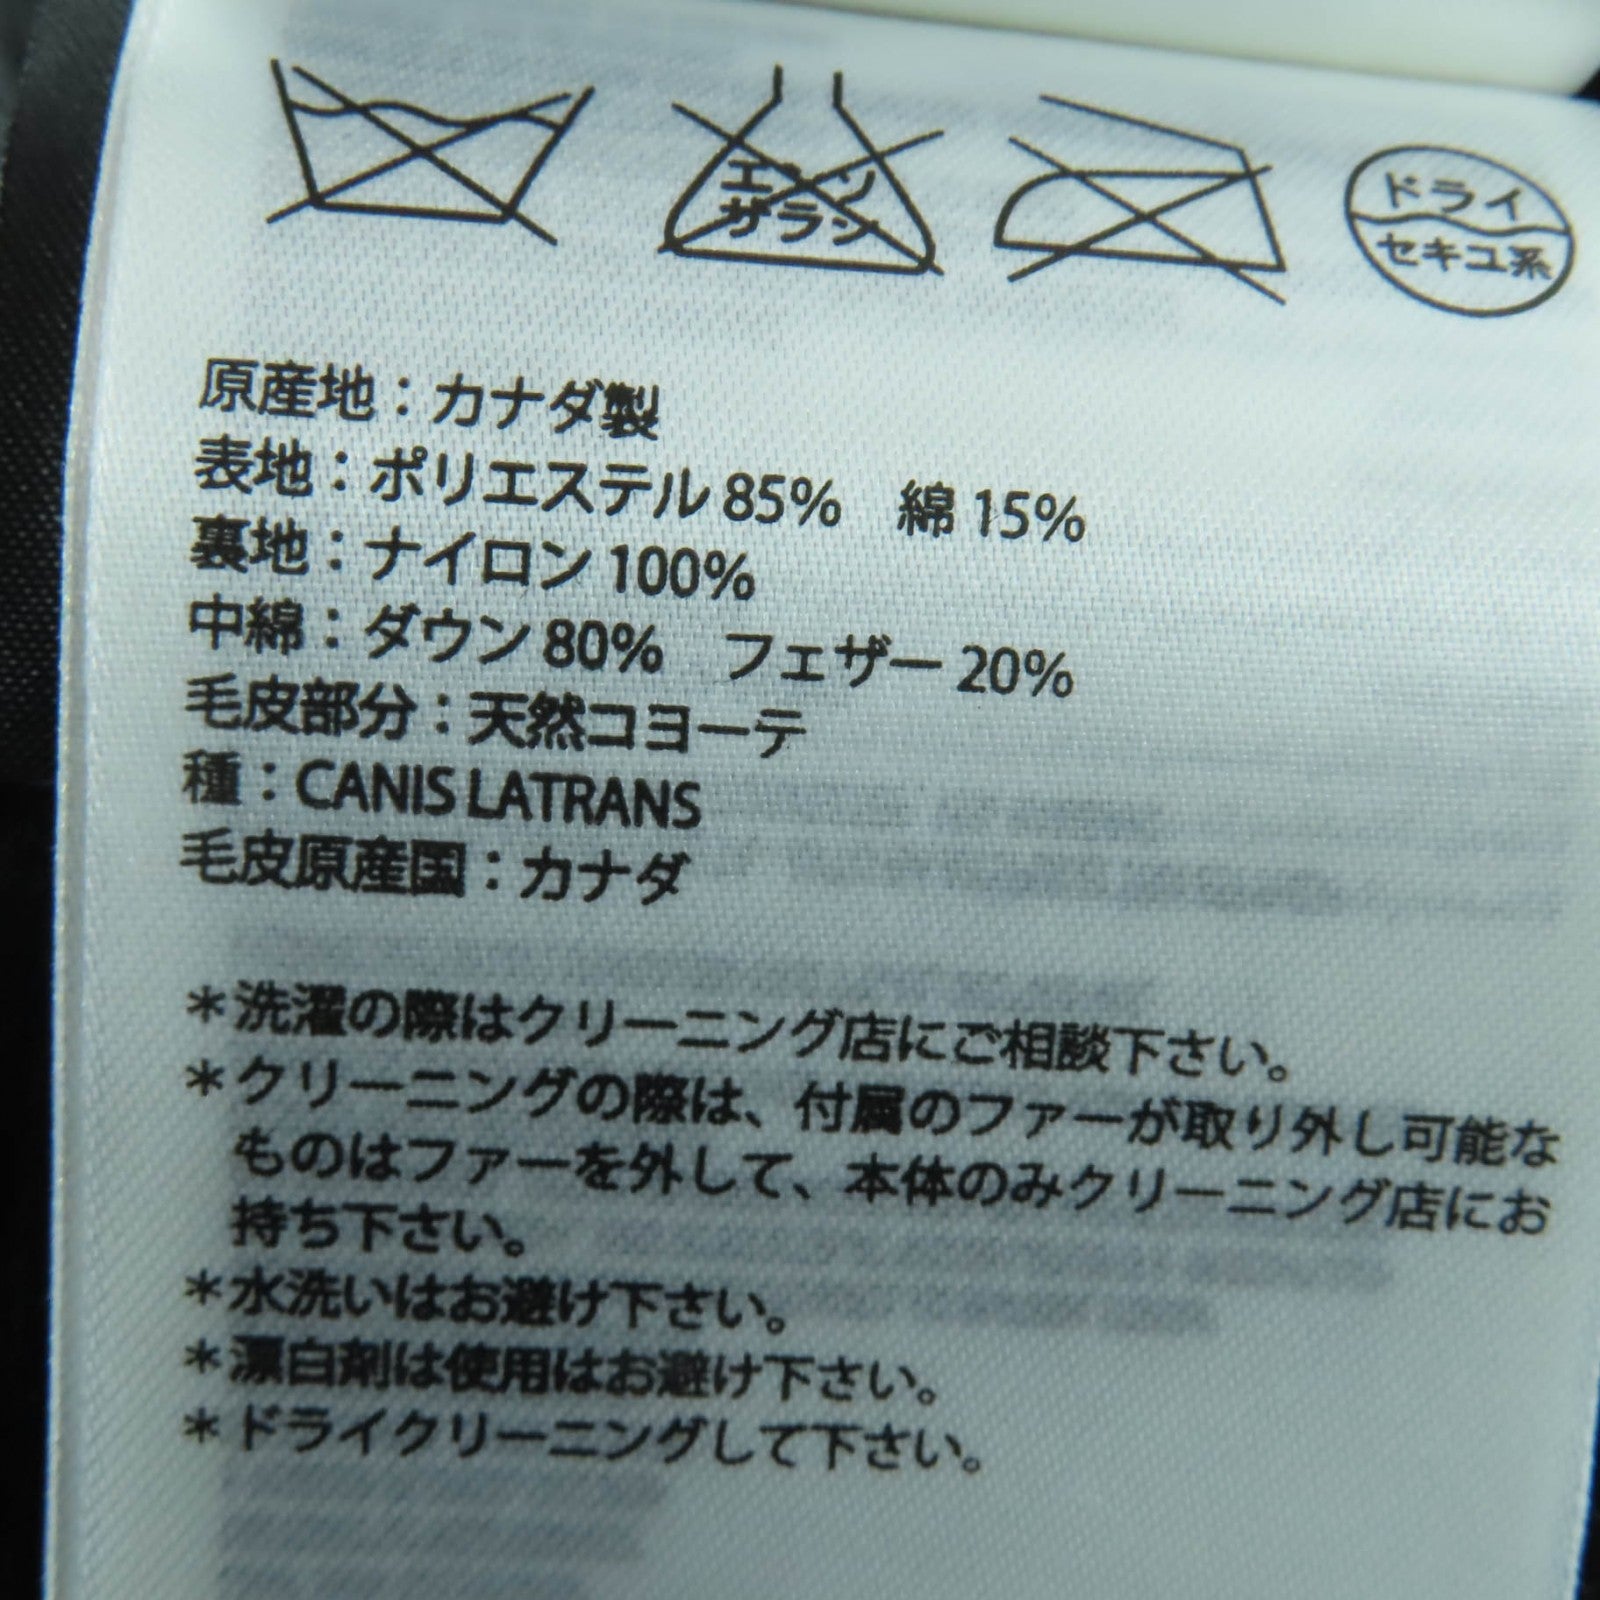 エンソ
サラシ
ドライ
セキユ系
原産地：カナダ製
表地：ポリエステル 85%　綿 15%
裏地：ナイロン 100%
中綿：ダウン 80%　フェザー 20%
毛皮部分：天然コヨーテ
種：CANIS LATRANS
毛皮原産国：カナダ
＊洗濯の際はクリーニング店にご相談下さい。
＊クリーニングの際は、付属のファーが取り外し可能な
ものはファーを外して、本体のみクリーニング店にお
持ち下さい。
＊水洗いはお避け下さい。
＊漂白剤は使用はお避け下さい。
＊ドライクリーニングして下さい。